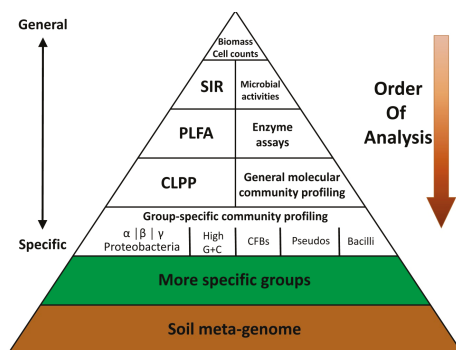 General
Biomass
Cell counts
SIR
Microbial
activities
PLFA
Enzyme
assays
CLPP
General molecular
community profiling
Group-specific community profiling
α |β | γ
Proteobacteria
High
G+C
CFBs
Pseudos
Bacilli
Specific
More specific groups
Soil meta-genome
Order
Of
Analysis